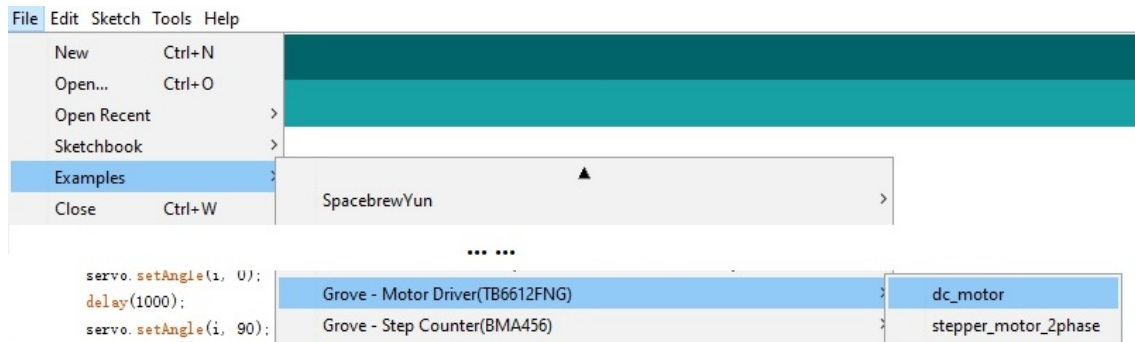 File Edit Sketch Tools Help
New Ctrl+N
Open... Ctrl+O
Open Recent >
Sketchbook >
Examples >
Close Ctrl+W
▲
SpacebrewYun >
... ...
servo.setAngle(i, 0);
delay(1000);
servo.setAngle(i, 90);
Grove - Motor Driver(TB6612FNG) >
Grove - Step Counter(BMA456) >
dc_motor
stepper_motor_2phase